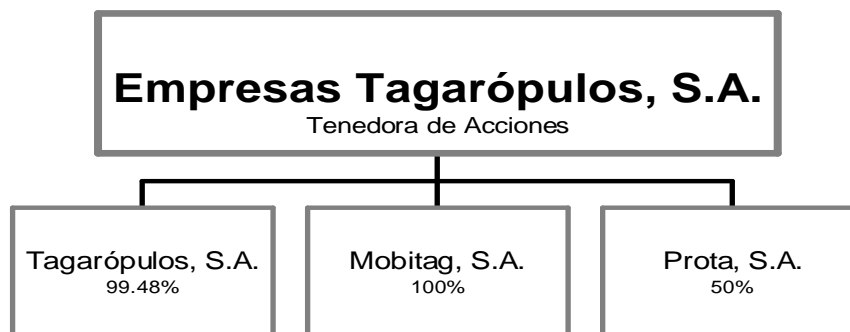 Empresas Tagarópulos, S.A.
Tenedora de Acciones
Tagarópulos, S.A.
99.48%
Mobitag, S.A.
100%
Prota, S.A.
50%